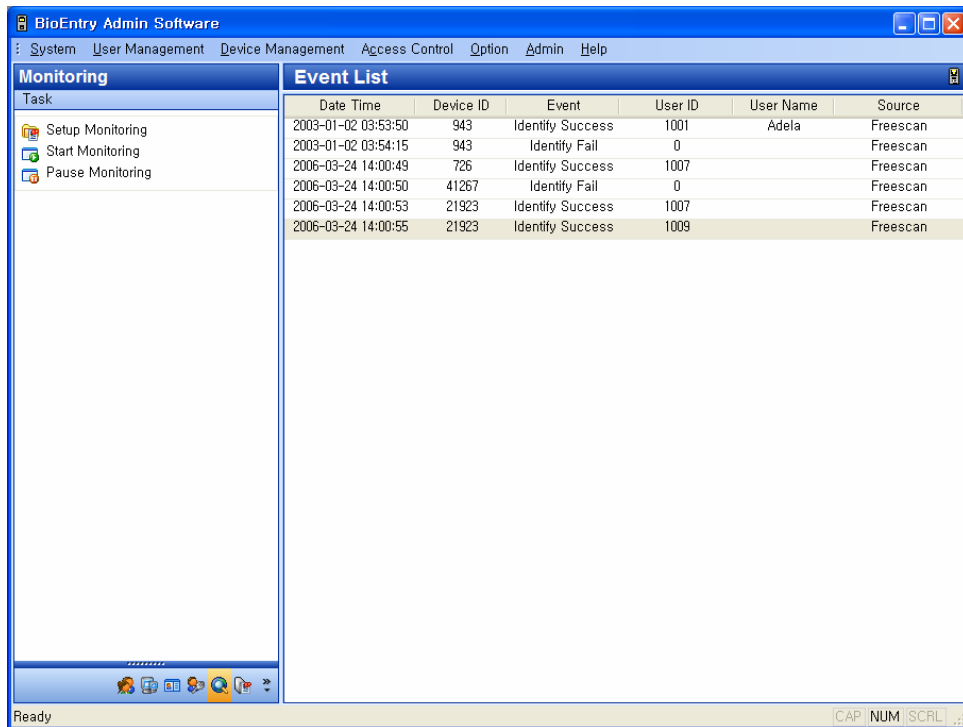 BioEntry Admin Software
System User Management Device Management Access Control Option Admin Help
Monitoring
Task
Setup Monitoring
Start Monitoring
Pause Monitoring
Event List
Date Time Device ID Event User ID User Name Source
2003-01-02 03:53:50 943 Identify Success 1001 Adela Freescan
2003-01-02 03:54:15 943 Identify Fail 0 Freescan
2006-03-24 14:00:49 726 Identify Success 1007 Freescan
2006-03-24 14:00:50 41267 Identify Fail 0 Freescan
2006-03-24 14:00:53 21923 Identify Success 1007 Freescan
2006-03-24 14:00:55 21923 Identify Success 1009 Freescan
Ready CAP NUM SCRL